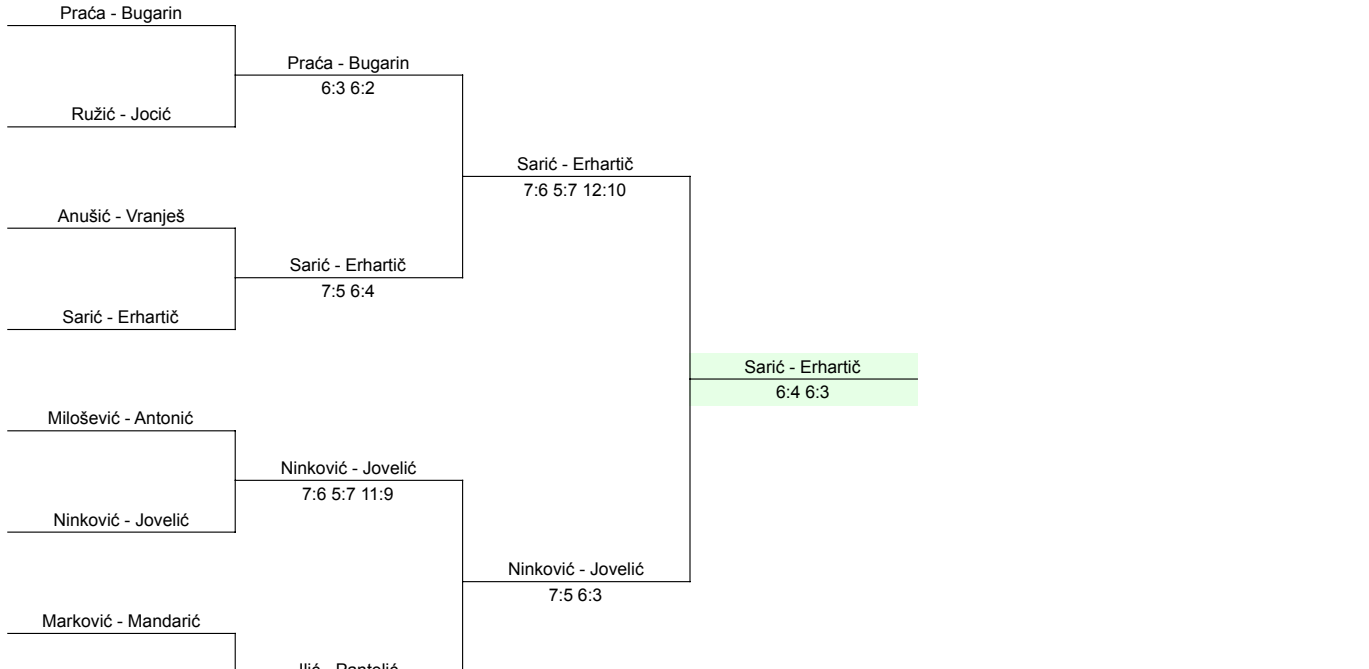 Praća - Bugarin
Praća - Bugarin
6:3 6:2
Ružić - Jocić
Sarić - Erhartič
7:6 5:7 12:10
Anušić - Vranješ
Sarić - Erhartič
7:5 6:4
Sarić - Erhartič
Sarić - Erhartič
6:4 6:3
Milošević - Antonić
Ninković - Jovelić
7:6 5:7 11:9
Ninković - Jovelić
Ninković - Jovelić
7:5 6:3
Marković - Mandarić
Ilić - Pantelić